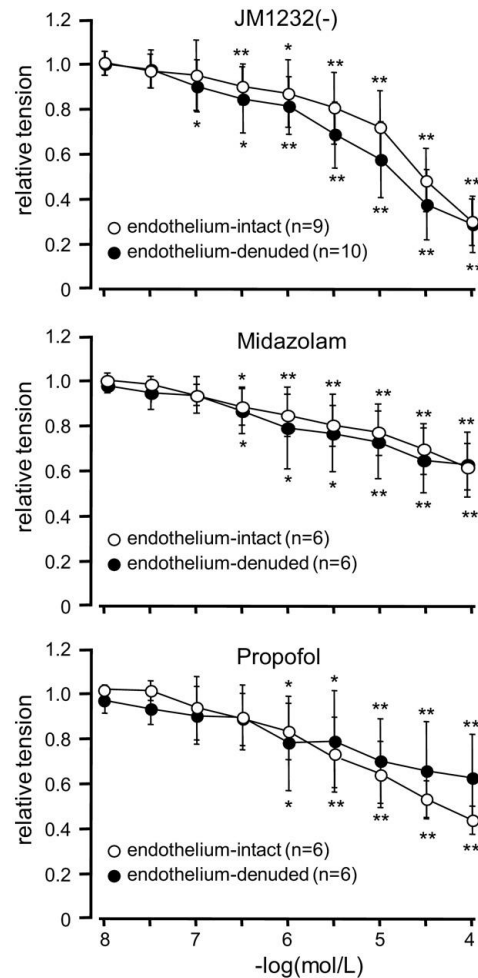 JM1232(-)
1.2
1.0
0.8
0.6
0.4
0.2
0
relative tension
** * ** ** ** **
* * ** ** ** ** **
endothelium-intact (n=9)
endothelium-denuded (n=10)
Midazolam
1.2
1.0
0.8
0.6
0.4
0.2
0
relative tension
* ** ** ** ** **
* * * ** ** **
endothelium-intact (n=6)
endothelium-denuded (n=6)
Propofol
1.2
1.0
0.8
0.6
0.4
0.2
0
relative tension
* * ** ** **
* ** ** ** **
endothelium-intact (n=6)
endothelium-denuded (n=6)
8 7 6 5 4
-log(mol/L)